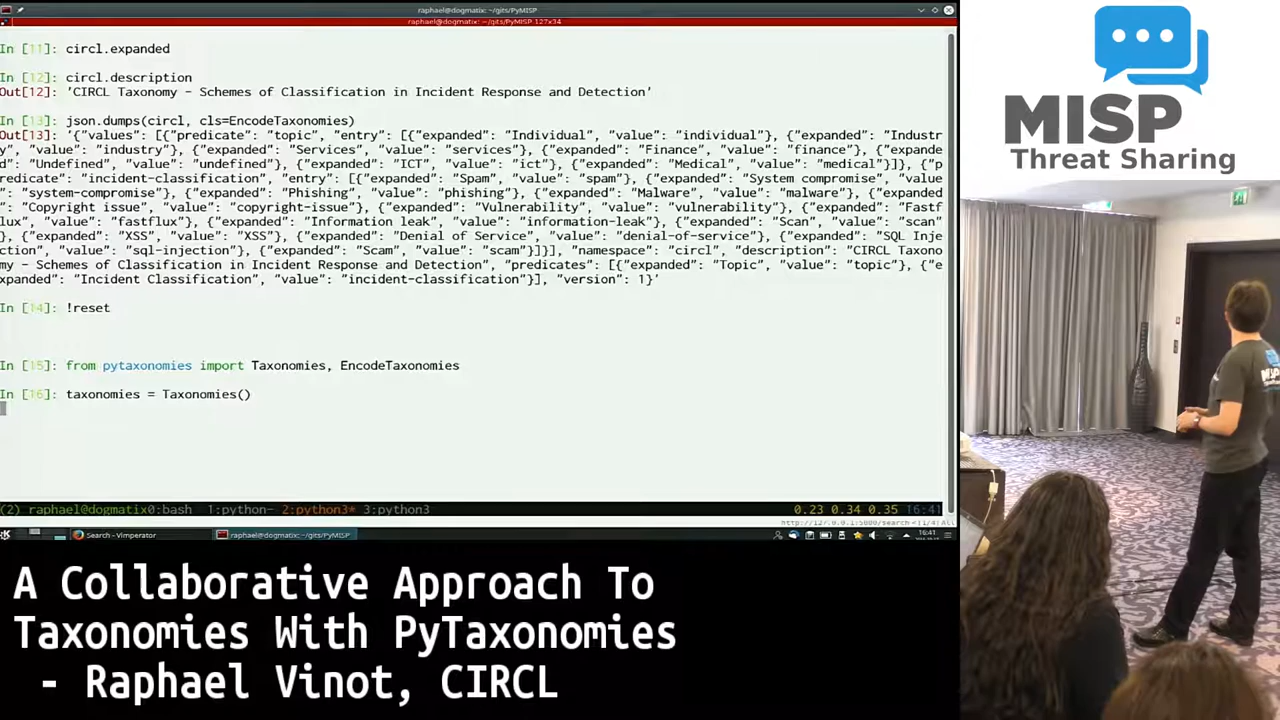 raphael@dogmatix: ~/gits/PyMISP
raphael@dogmatix: ~/gits/PyMISP 127x34
In [11]: circl.expanded
In [12]: circl.description
Out[12]: 'CIRCL Taxonomy - Schemes of Classification in Incident Response and Detection'
In [13]: json.dumps(circl, cls=EncodeTaxonomies)
Out[13]: '{"values": [{"predicate": "topic", "entry": [{"expanded": "Individual", "value": "individual"}, {"expanded": "Industr
y", "value": "industry"}, {"expanded": "Services", "value": "services"}, {"expanded": "Finance", "value": "finance"}, {"expande
d": "Undefined", "value": "undefined"}, {"expanded": "ICT", "value": "ict"}, {"expanded": "Medical", "value": "medical"}]}, {"p
redicate": "incident-classification", "entry": [{"expanded": "Spam", "value": "spam"}, {"expanded": "System compromise", "value
": "system-compromise"}, {"expanded": "Phishing", "value": "phishing"}, {"expanded": "Malware", "value": "malware"}, {"expanded
": "Copyright issue", "value": "copyright-issue"}, {"expanded": "Vulnerability", "value": "vulnerability"}, {"expanded": "Fastf
lux", "value": "fastflux"}, {"expanded": "Information leak", "value": "information-leak"}, {"expanded": "Scan", "value": "scan"
}, {"expanded": "XSS", "value": "XSS"}, {"expanded": "Denial of Service", "value": "denial-of-service"}, {"expanded": "SQL Inje
ction", "value": "sql-injection"}, {"expanded": "Scam", "value": "scam"}]}], "namespace": "circl", "description": "CIRCL Taxono
my - Schemes of Classification in Incident Response and Detection", "predicates": [{"expanded": "Topic", "value": "topic"}, {"e
xpanded": "Incident Classification", "value": "incident-classification"}], "version": 1}'
In [14]: !reset
In [15]: from pytaxonomies import Taxonomies, EncodeTaxonomies
In [16]: taxonomies = Taxonomies()
(2) raphael@dogmatix0:bash 1:python- 2:python3* 3:python3 0.23 0.34 0.35 16:41
Search - Vimperator
raphael@dogmatix: ~/gits/PyMISP
16:41
MISP
Threat Sharing
MISP
A Collaborative Approach To
Taxonomies With PyTaxonomies
- Raphael Vinot, CIRCL